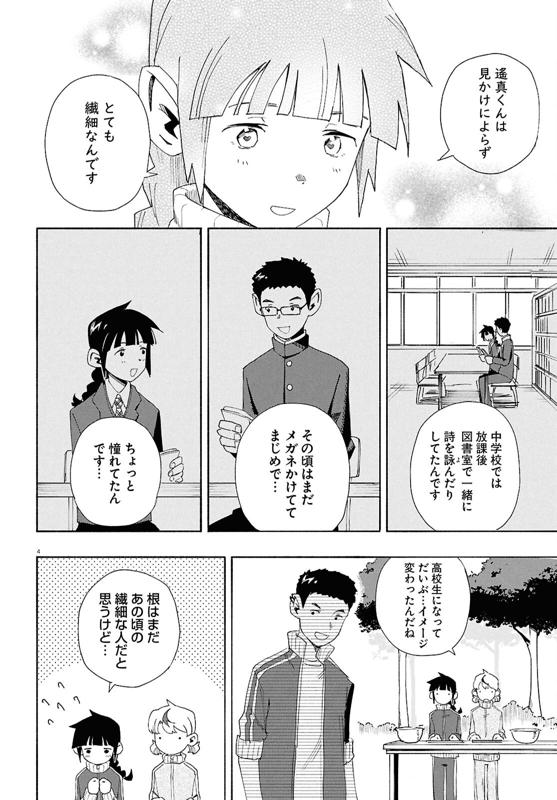 遙真くんは
見かけによらず
とても
繊細なんです
中学校では
放課後
図書室で一緒に
詩を詠んだり
してたんです
その頃はまだ
メガネかけてて
まじめで…
ちょっと
憧れてたん
です…
高校生になって
だいぶ…イメージ
変わったんだね
根はまだ
あの頃の
繊細な人だと
思うけど…
4